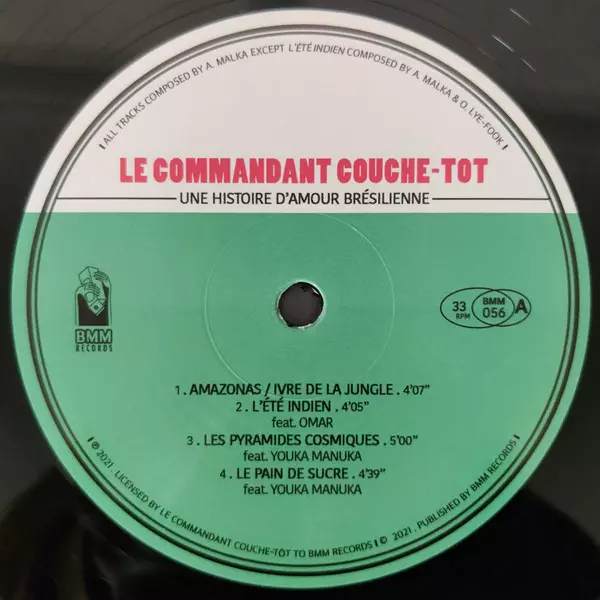 | ALL TRACKS COMPOSED BY A. MALKA EXCEPT L'ÉTÉ INDIEN COMPOSED BY A. MALKA & O. LYE-FOOK |
LE COMMANDANT COUCHE-TOT
UNE HISTOIRE D'AMOUR BRÉSILIENNE
BMM
RECORDS
33
RPM
BMM
056
A
1 . AMAZONAS / IVRE DE LA JUNGLE . 4'07"
2 . L'ÉTÉ INDIEN . 4'05"
feat. OMAR
3 . LES PYRAMIDES COSMIQUES . 5'00"
feat. YOUKA MANUKA
4 . LE PAIN DE SUCRE . 4'39"
feat. YOUKA MANUKA
| ℗ 2021 . LICENSED BY LE COMMANDANT COUCHE-TÔT TO BMM RECORDS | © 2021 . PUBLISHED BY BMM RECORDS |